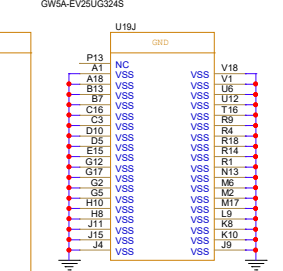 GW5A-EV25UG324S
U19J
GND
P13 NC
A1 VSS VSS V18
A18 VSS VSS V1
B13 VSS VSS U6
B7 VSS VSS U12
C16 VSS VSS T16
C3 VSS VSS R9
D10 VSS VSS R4
D5 VSS VSS R18
E15 VSS VSS R14
G12 VSS VSS R1
G17 VSS VSS N13
G2 VSS VSS M6
G5 VSS VSS M2
H10 VSS VSS M17
H8 VSS VSS L9
J11 VSS VSS K8
J15 VSS VSS K10
J4 VSS VSS J9